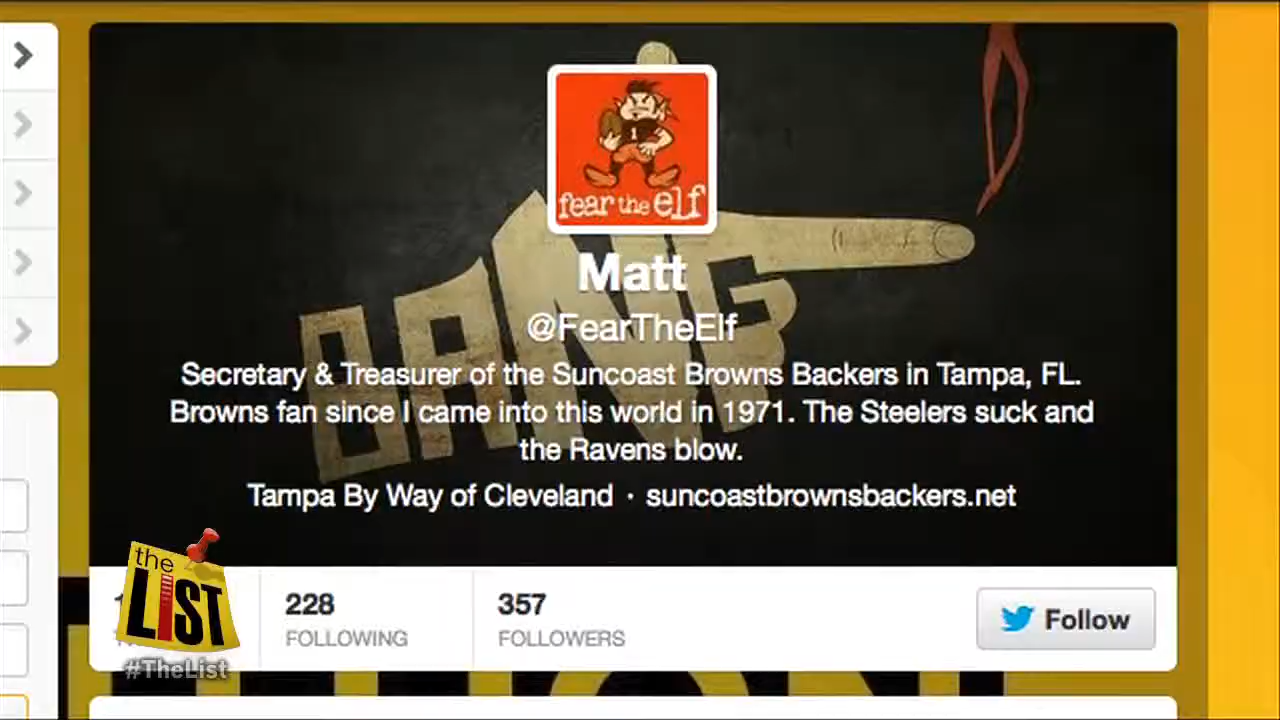 1
fear the elf
BANG
Matt
@FearTheElf
Secretary & Treasurer of the Suncoast Browns Backers in Tampa, FL.
Browns fan since I came into this world in 1971. The Steelers suck and
the Ravens blow.
Tampa By Way of Cleveland · suncoastbrownsbackers.net
228
FOLLOWING
357
FOLLOWERS
Follow
the
LIST
#TheList